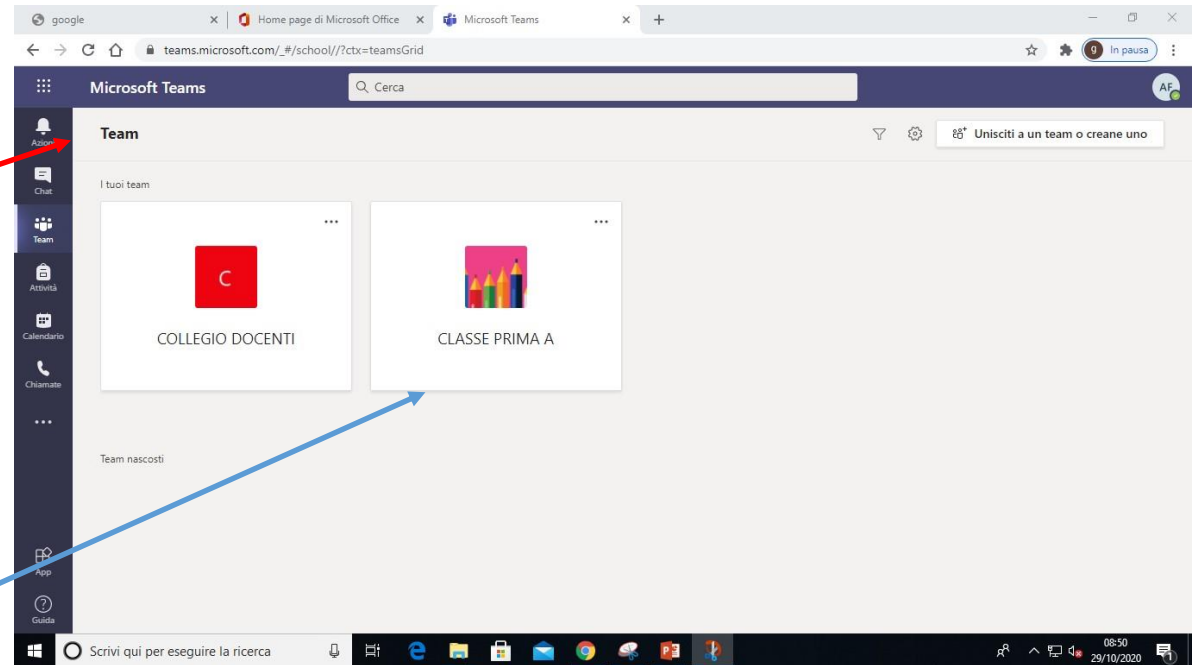 google
Home page di Microsoft Office
Microsoft Teams
teams.microsoft.com/_#/school//?ctx=teamsGrid
g
In pausa
Microsoft Teams
Cerca
AF
Azion
Team
Unisciti a un team o creane uno
Chat
I tuoi team
Team
C
Attività
COLLEGIO DOCENTI
CLASSE PRIMA A
Calendario
Chiamate
Team nascosti
App
Guida
Scrivi qui per eseguire la ricerca
08:50
29/10/2020
1